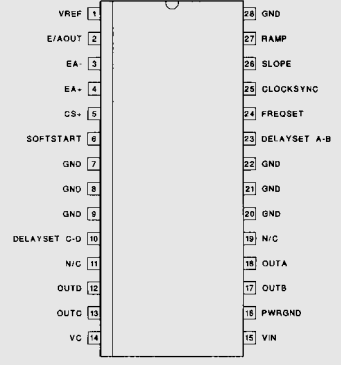 VREF 1 28 GND
E/AOUT 2 27 RAMP
EA- 3 26 SLOPE
EA+ 4 25 CLOCKSYNC
CS+ 5 24 FREQSET
SOFTSTART 6 23 DELAYSET A-B
GND 7 22 GND
GND 8 21 GND
GND 9 20 GND
DELAYSET C-D 10 19 N/C
N/C 11 18 OUTA
OUTD 12 17 OUTB
OUTC 13 16 PWRGND
VC 14 15 VIN